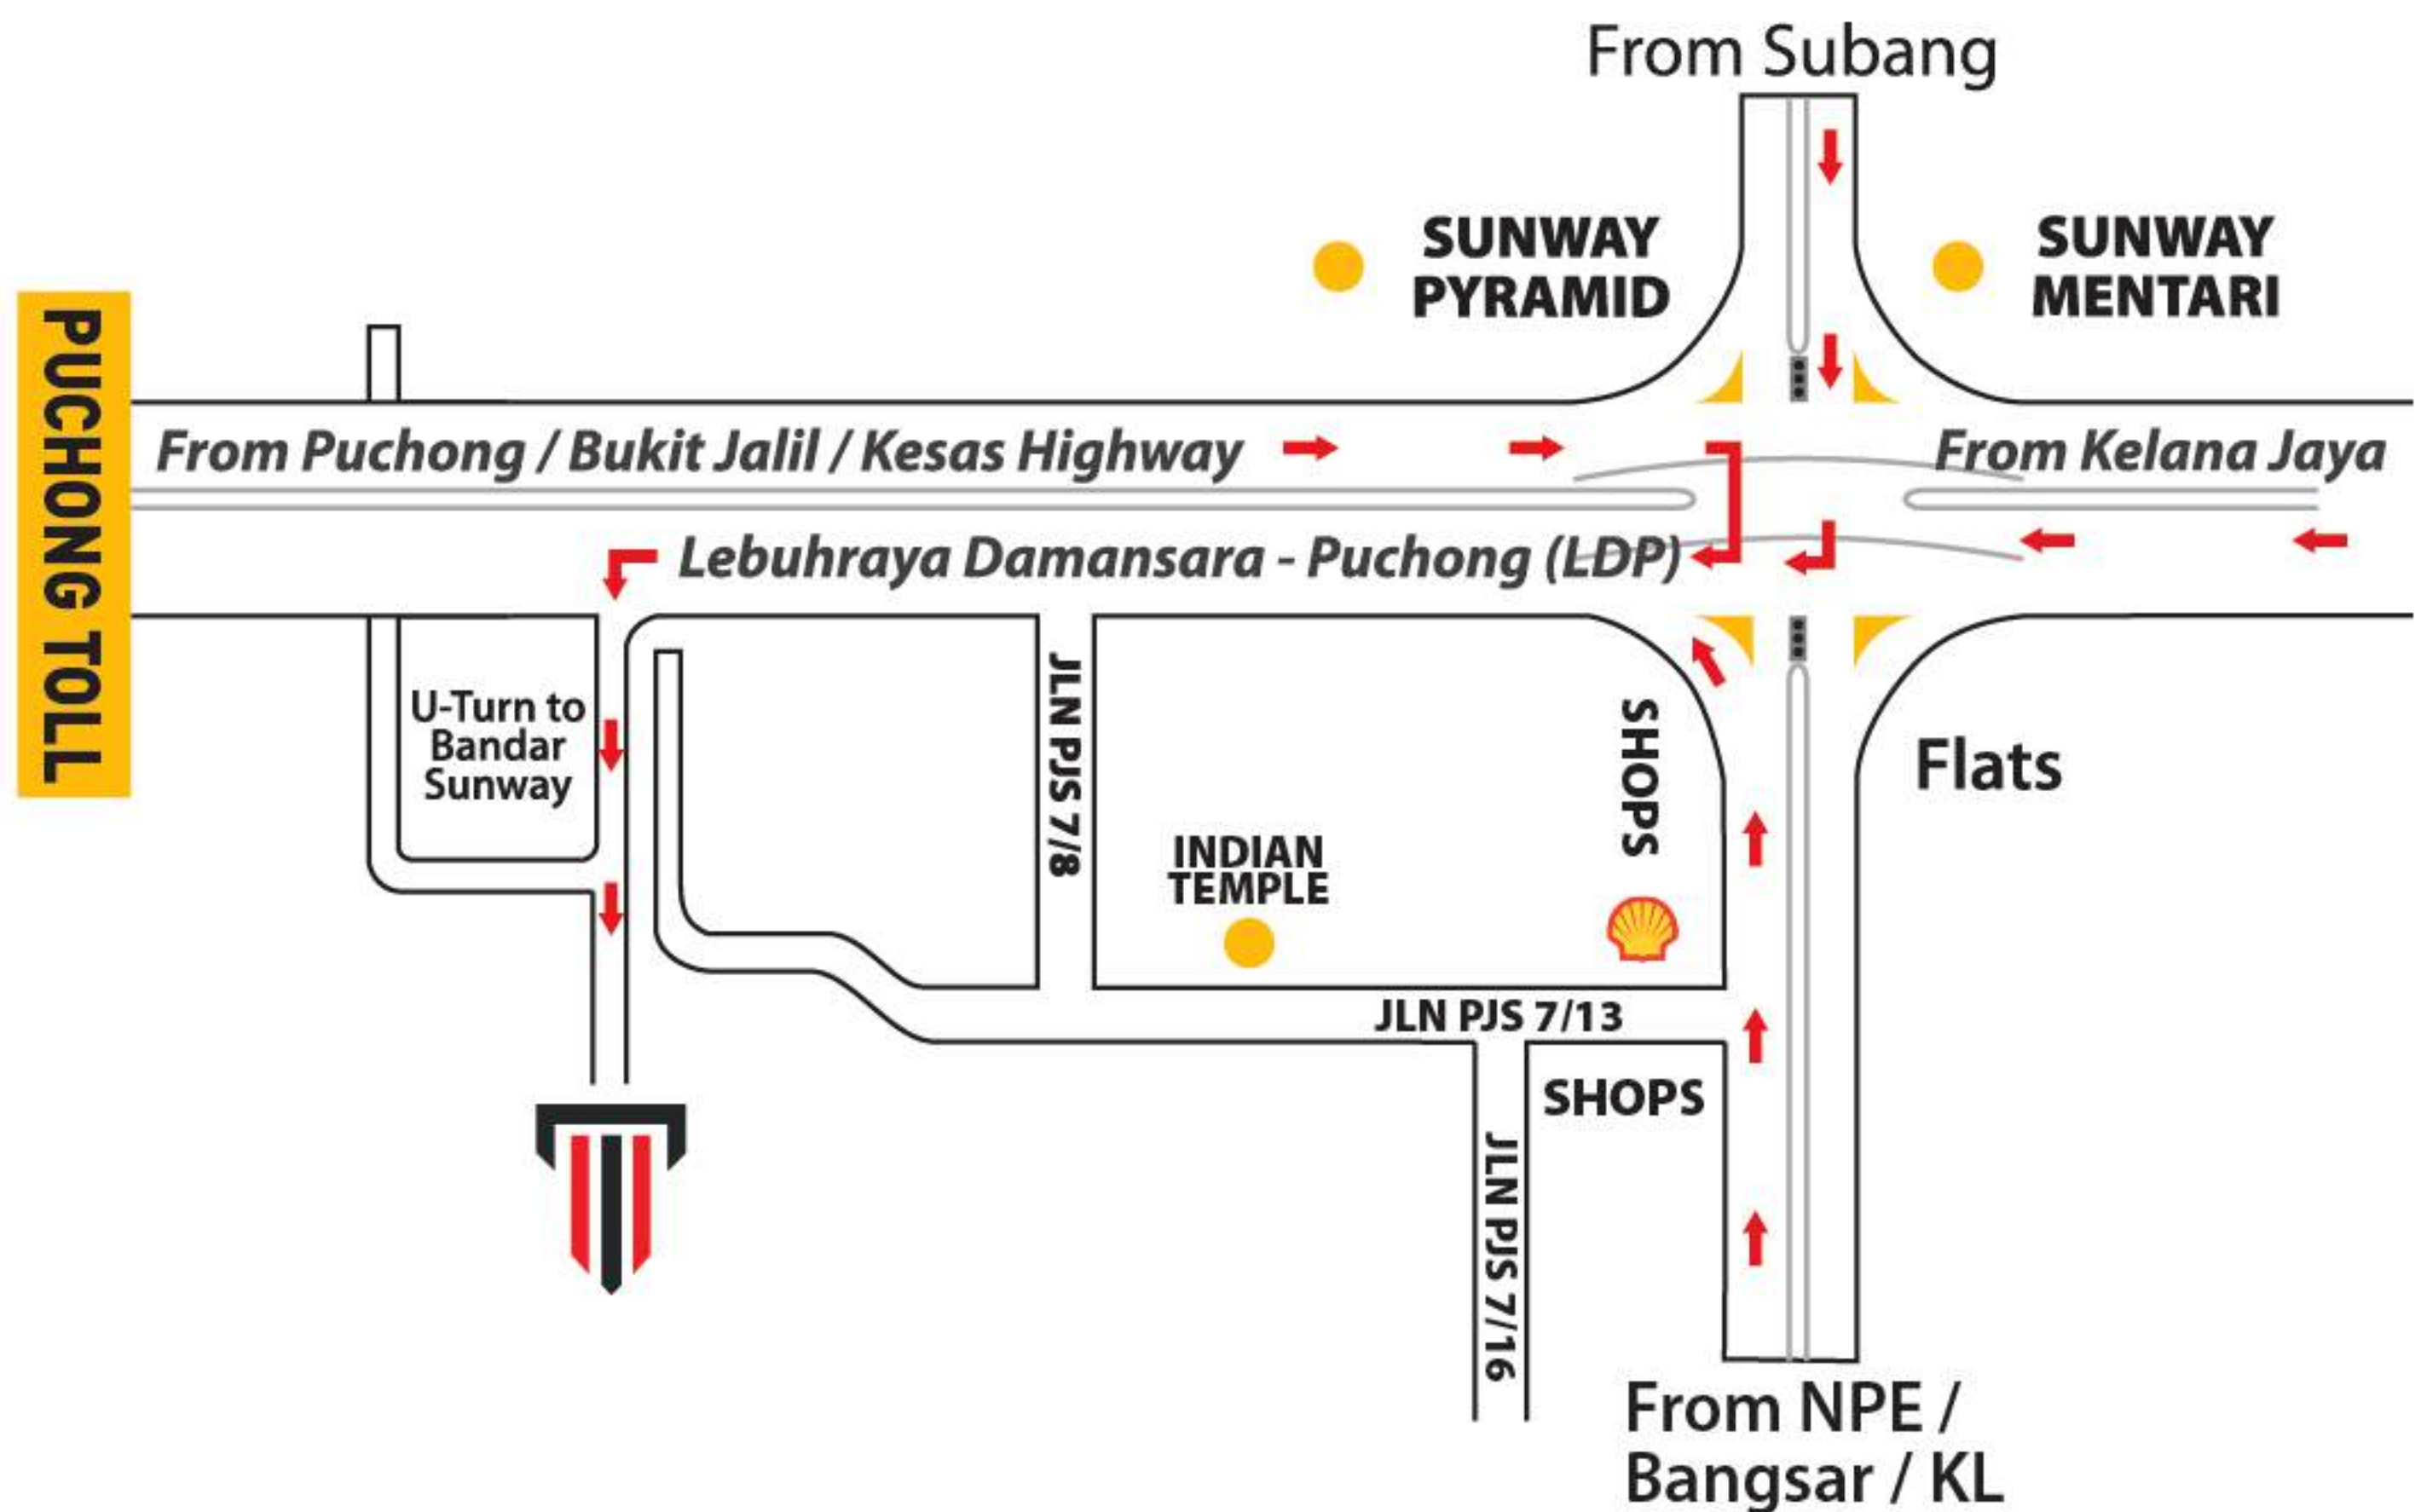 From Subang
SUNWAY
PYRAMID
SUNWAY
MENTARI
PUCHONG TOLL
From Puchong / Bukit Jalil / Kesas Highway
From Kelana Jaya
Lebuhraya Damansara - Puchong (LDP)
U-Turn to
Bandar
Sunway
JLN PJS 7/8
INDIAN
TEMPLE
SHOPS
Flats
JLN PJS 7/13
SHOPS
JLN PJS 7/16
From NPE /
Bangsar / KL